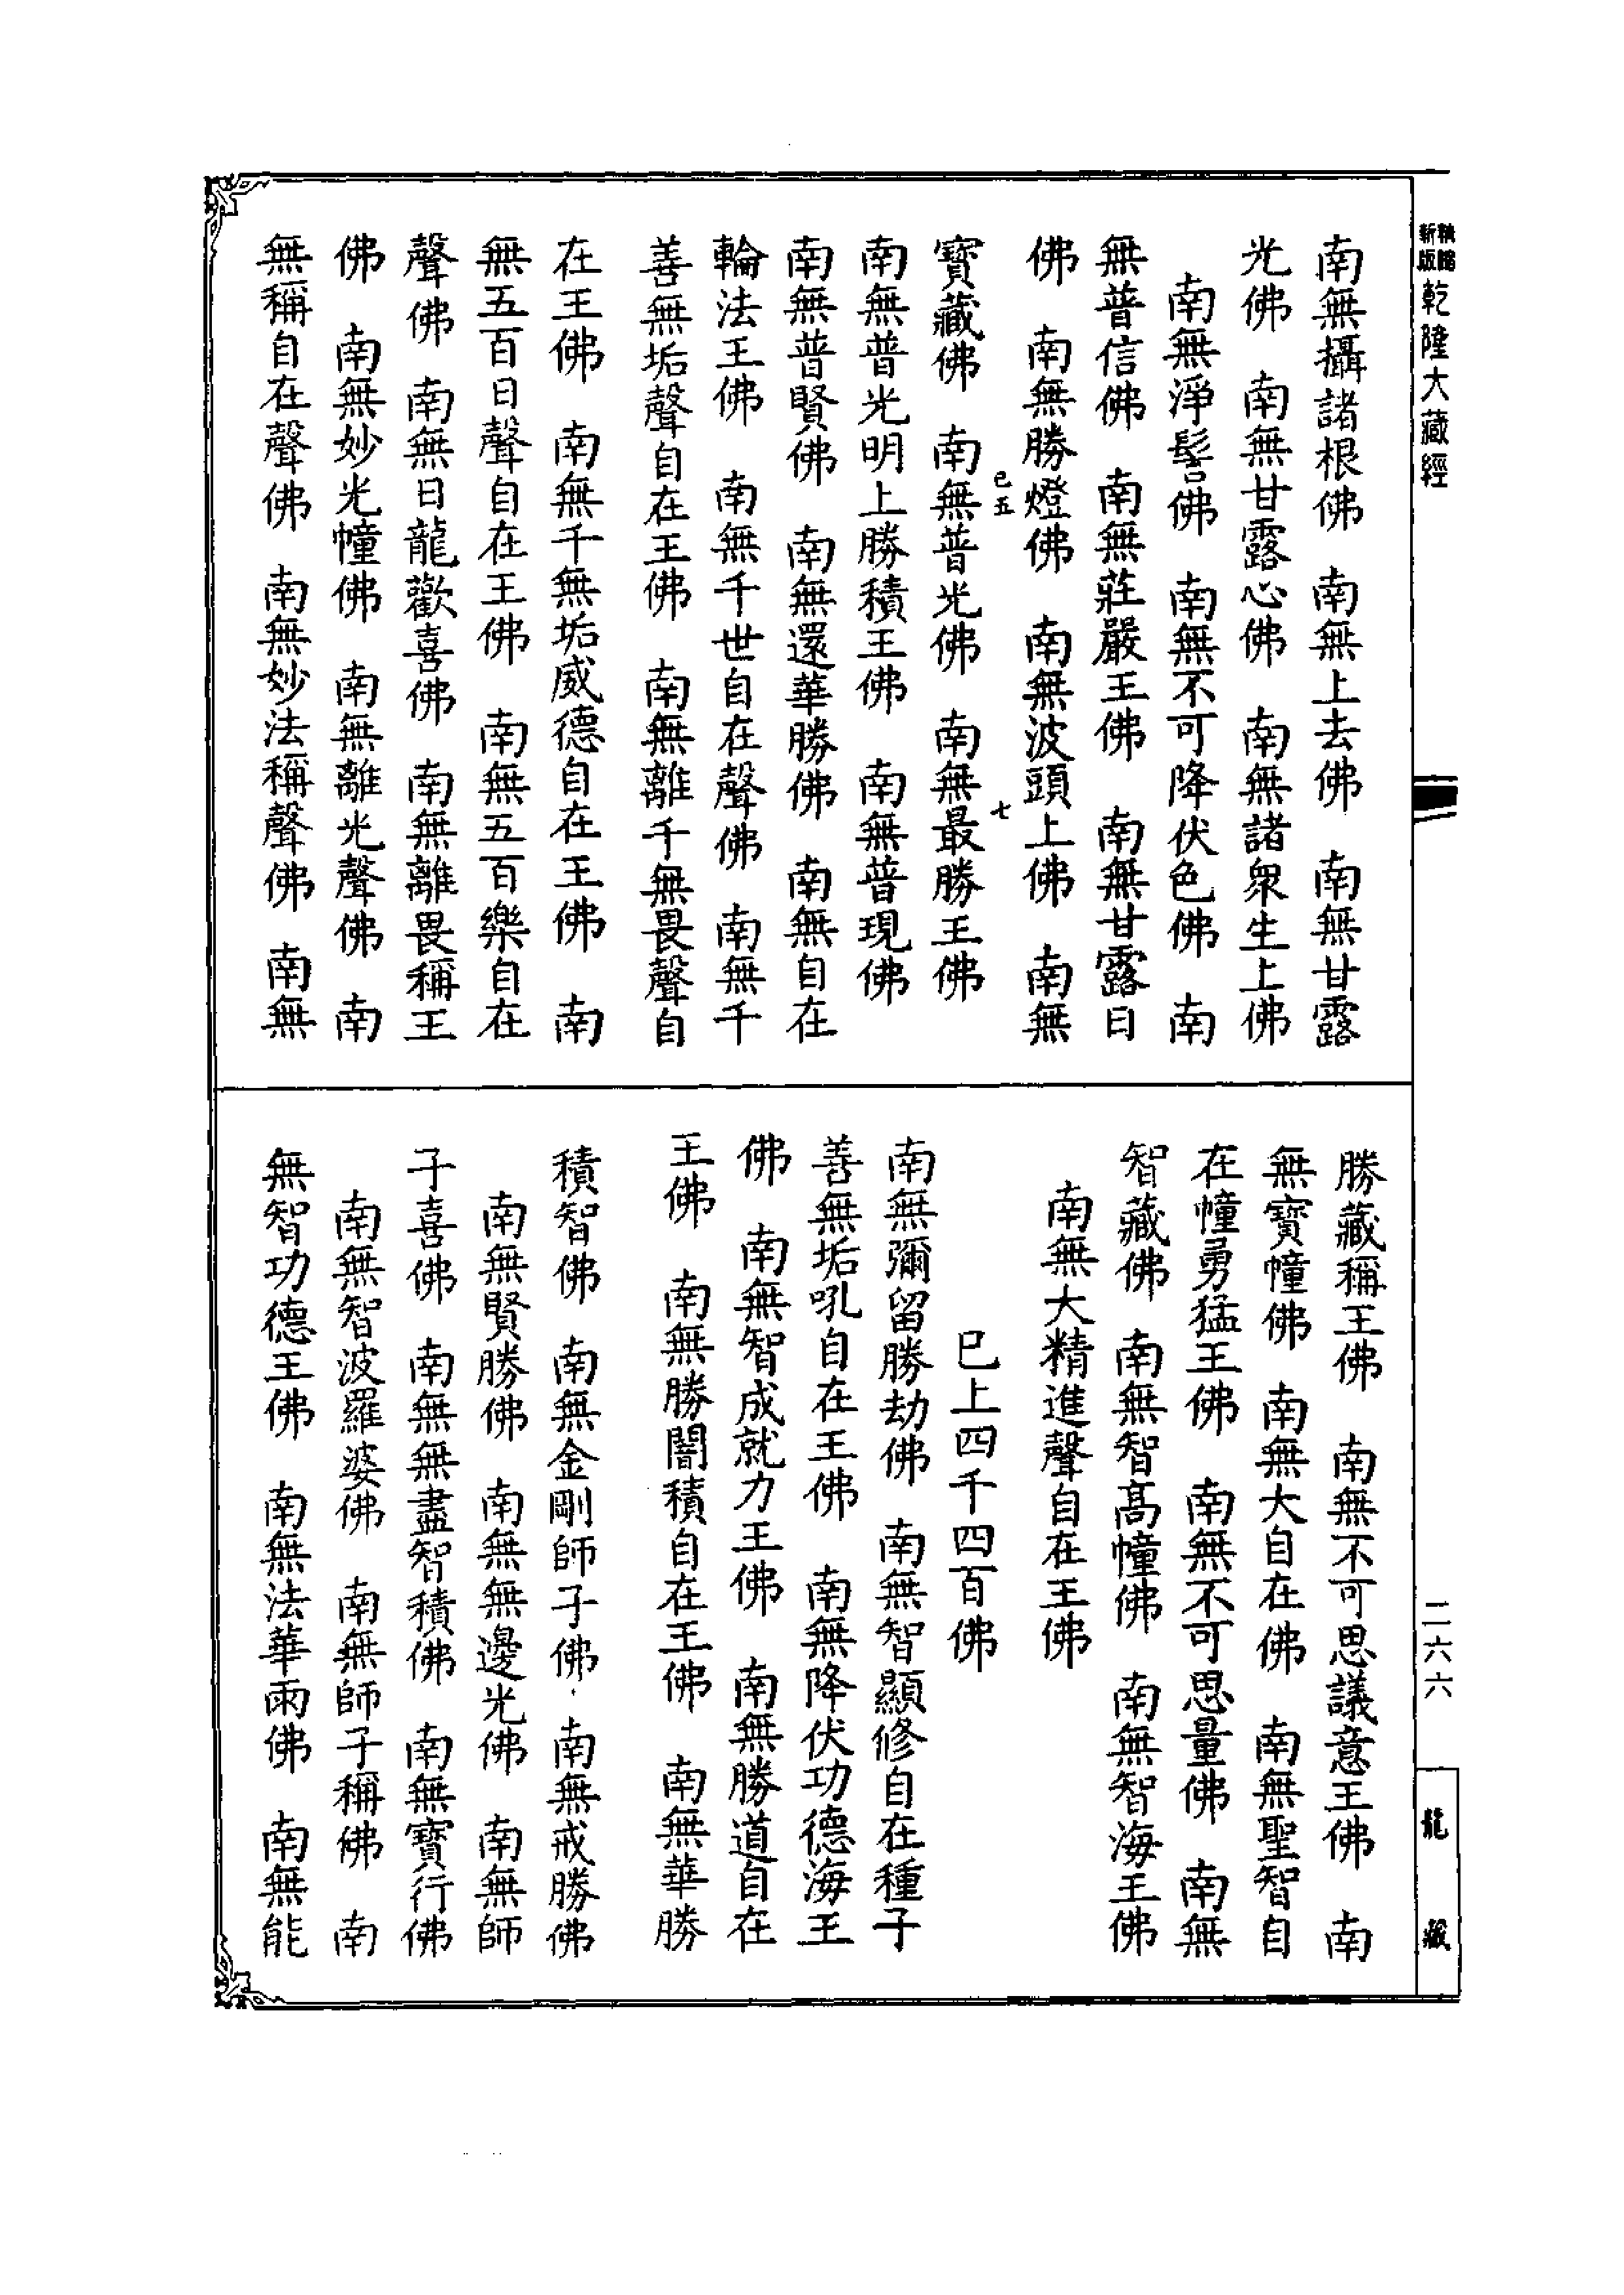 新版
乾隆大藏經
南無攝諸根佛　南無上去佛　南無甘露
光佛　南無甘露心佛　南無諸眾生上佛
南無淨髻佛　南無不可降伏色佛　南
無普信佛　南無莊嚴王佛　南無甘露日
佛　南無勝燈佛　南無波頭上佛　南無
已五　七
寶藏佛　南無普光佛　南無最勝王佛
南無普光明上勝積王佛　南無普現佛
南無普賢佛　南無還華勝佛　南無自在
輪法王佛　南無千世自在聲佛　南無千
善無垢聲自在王佛　南無離千無畏聲自
在王佛　南無千無垢威德自在王佛　南
無五百日聲自在王佛　南無五百樂自在
聲佛　南無日龍歡喜佛　南無離畏稱王
佛　南無妙光幢佛　南無離光聲佛　南
無稱自在聲佛　南無妙法稱聲佛　南無
勝藏稱王佛　南無不可思議意王佛　南
無寶幢佛　南無大自在佛　南無聖智自
在幢勇猛王佛　南無不可思量佛　南無
智藏佛　南無智高幢佛　南無智海王佛
南無大精進聲自在王佛
已上四千四百佛
南無彌留勝劫佛　南無智顯修自在種子
善無垢吼自在王佛　南無降伏功德海王
佛　南無智成就力王佛　南無勝道自在
王佛　南無勝闇積自在王佛　南無華勝
積智佛　南無金剛師子佛　南無戒勝佛
南無賢勝佛　南無無邊光佛　南無師
子喜佛　南無無盡智積佛　南無寶行佛
南無智波羅婆佛　南無師子稱佛　南
無智功德王佛　南無法華雨佛　南無能
二六六
龍藏